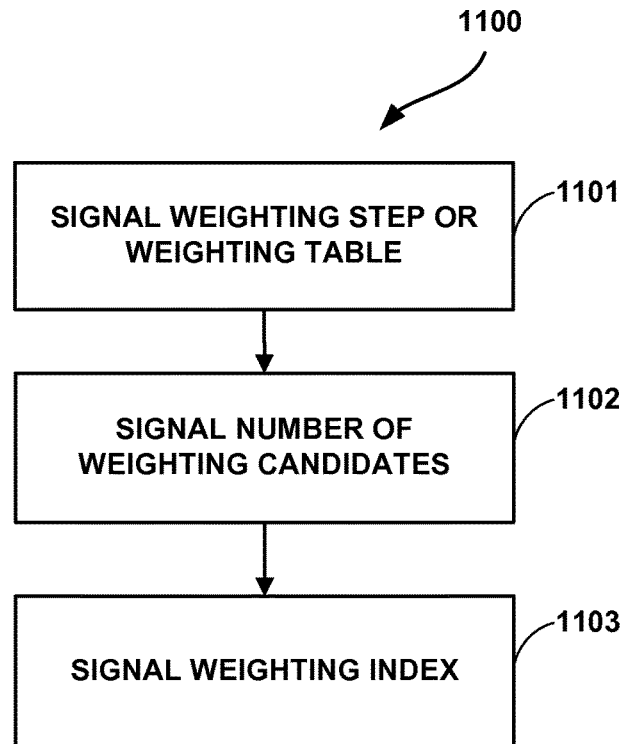 1100
SIGNAL WEIGHTING STEP OR
WEIGHTING TABLE
1101
SIGNAL NUMBER OF
WEIGHTING CANDIDATES
1102
SIGNAL WEIGHTING INDEX
1103